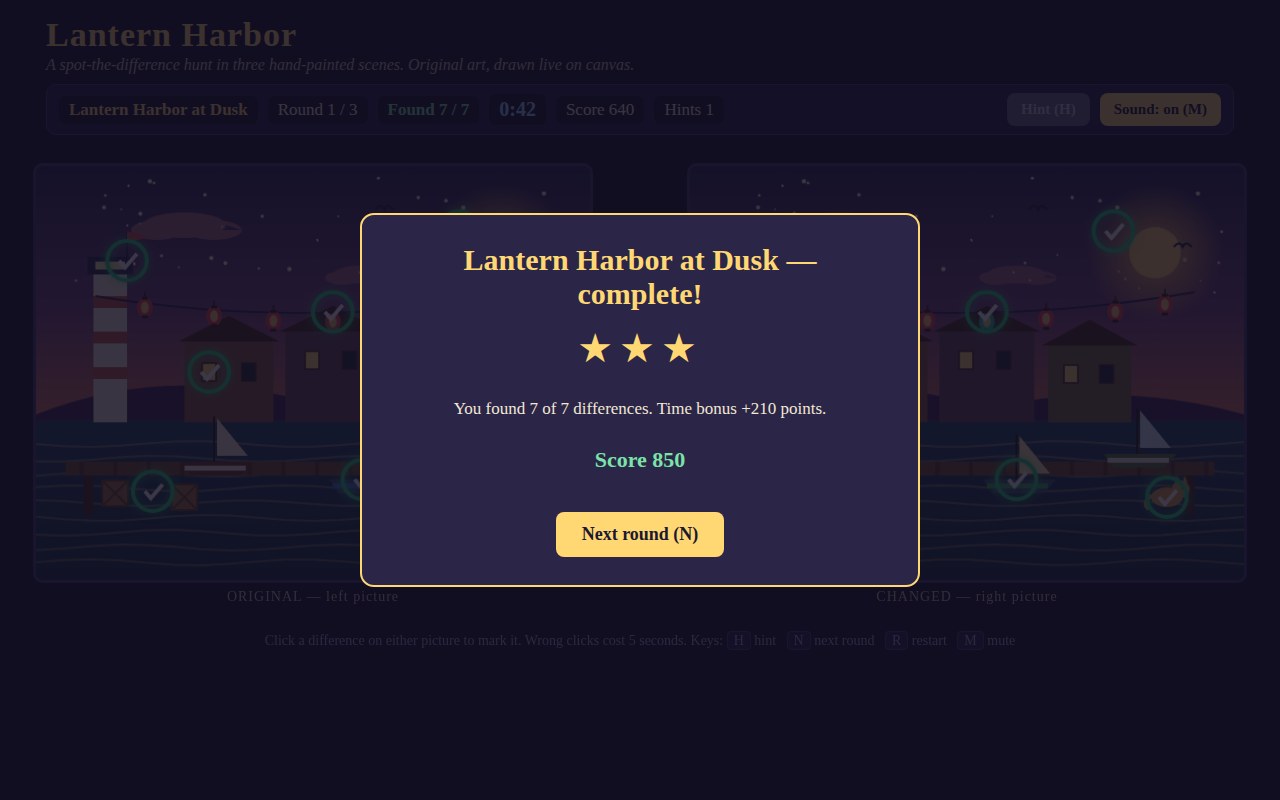 Lantern Harbor
A spot-the-difference hunt in three hand-painted scenes. Original art, drawn live on canvas.
Lantern Harbor at Dusk Round 1 / 3 Found 7 / 7 0:42 Score 640 Hints 1 Hint (H) Sound: on (M)
Lantern Harbor at Dusk —
complete!
★ ★ ★
You found 7 of 7 differences. Time bonus +210 points.
Score 850
Next round (N)
ORIGINAL — left picture CHANGED — right picture
Click a difference on either picture to mark it. Wrong clicks cost 5 seconds. Keys: H hint N next round R restart M mute